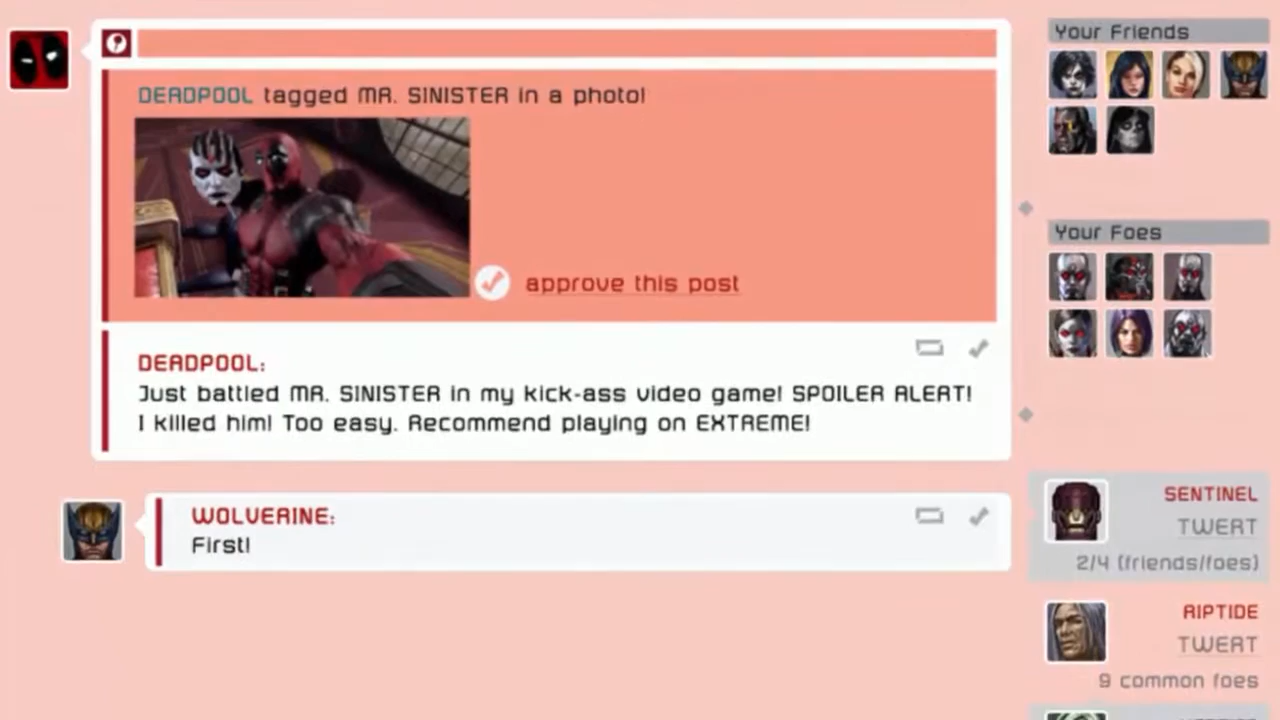 DEADPOOL tagged MR. SINISTER in a photo!
approve this post
DEADPOOL:
Just battled MR. SINISTER in my kick-ass video game! SPOILER ALERT!
I killed him! Too easy. Recommend playing on EXTREME!
WOLVERINE:
First!
Your Friends
Your Foes
SENTINEL
TWERT
2/4 (friends/foes)
RIPTIDE
TWERT
9 common foes